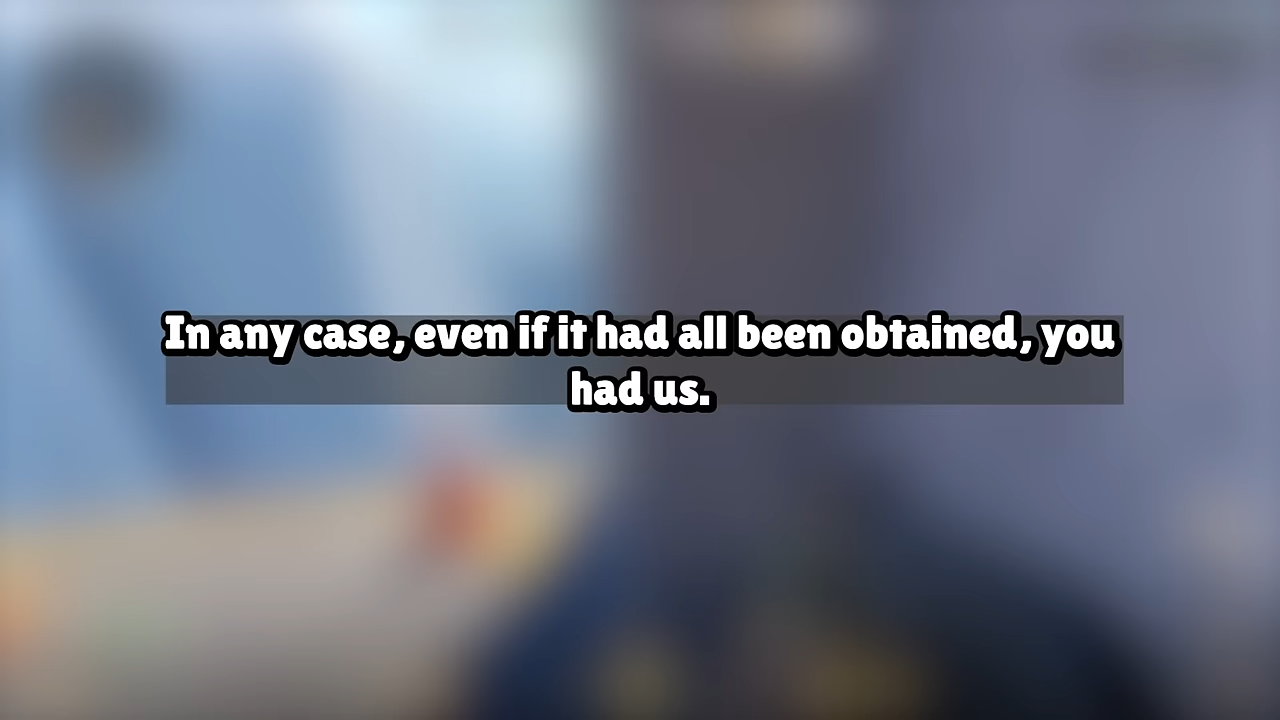 In any case, even if it had all been obtained, you
had us.